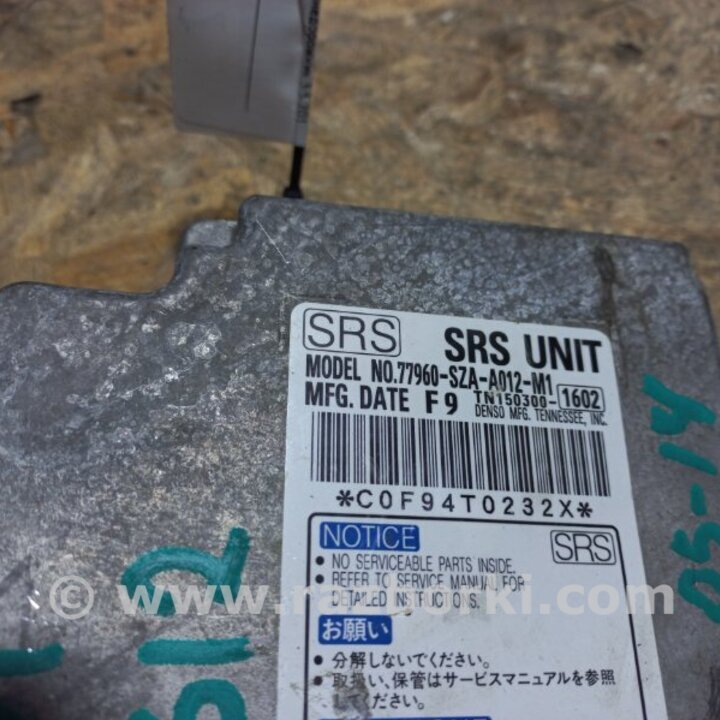 SRS SRS UNIT
MODEL NO.77960-SZA-A012-M1
MFG. DATE F 9 TN150300-1602
DENSO MFG. TENNESSEE, INC.
*C0F94T0232X*
NOTICE SRS
• NO SERVICEABLE PARTS INSIDE.
• REFER TO SERVICE MANUAL FOR
DETAILED INSTRUCTIONS.
お願い
• 分解しないでください。
• 取扱い、保管はサービスマニュアルを参照
してください。
05-14